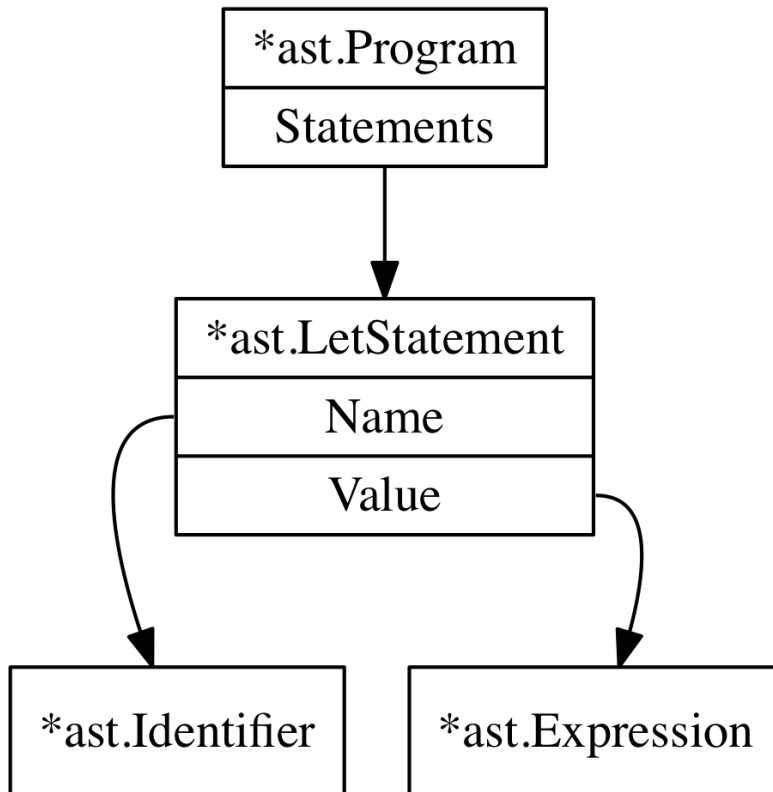 *ast.Program
Statements
*ast.LetStatement
Name
Value
*ast.Identifier
*ast.Expression